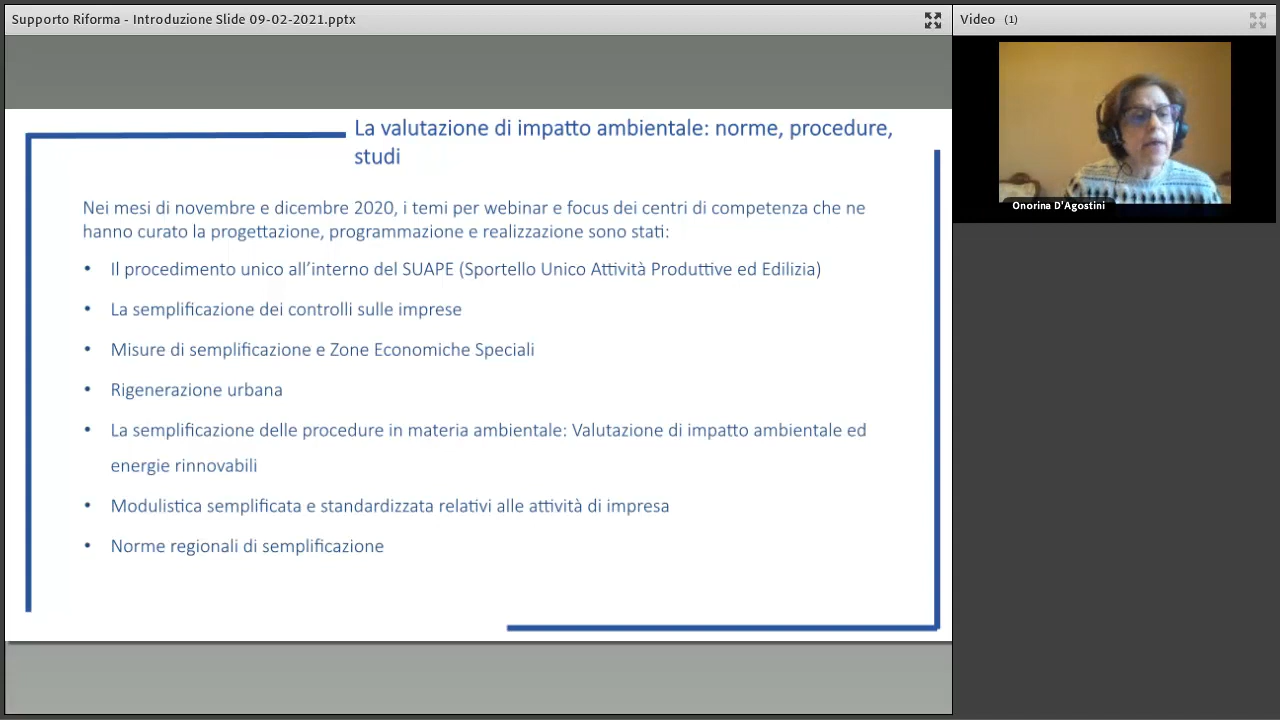 Supporto Riforma - Introduzione Slide 09-02-2021.pptx
Video (1)
Onorina D'Agostini
La valutazione di impatto ambientale: norme, procedure,
studi
Nei mesi di novembre e dicembre 2020, i temi per webinar e focus dei centri di competenza che ne
hanno curato la progettazione, programmazione e realizzazione sono stati:
• Il procedimento unico all'interno del SUAPE (Sportello Unico Attività Produttive ed Edilizia)
• La semplificazione dei controlli sulle imprese
• Misure di semplificazione e Zone Economiche Speciali
• Rigenerazione urbana
• La semplificazione delle procedure in materia ambientale: Valutazione di impatto ambientale ed
energie rinnovabili
• Modulistica semplificata e standardizzata relativi alle attività di impresa
• Norme regionali di semplificazione